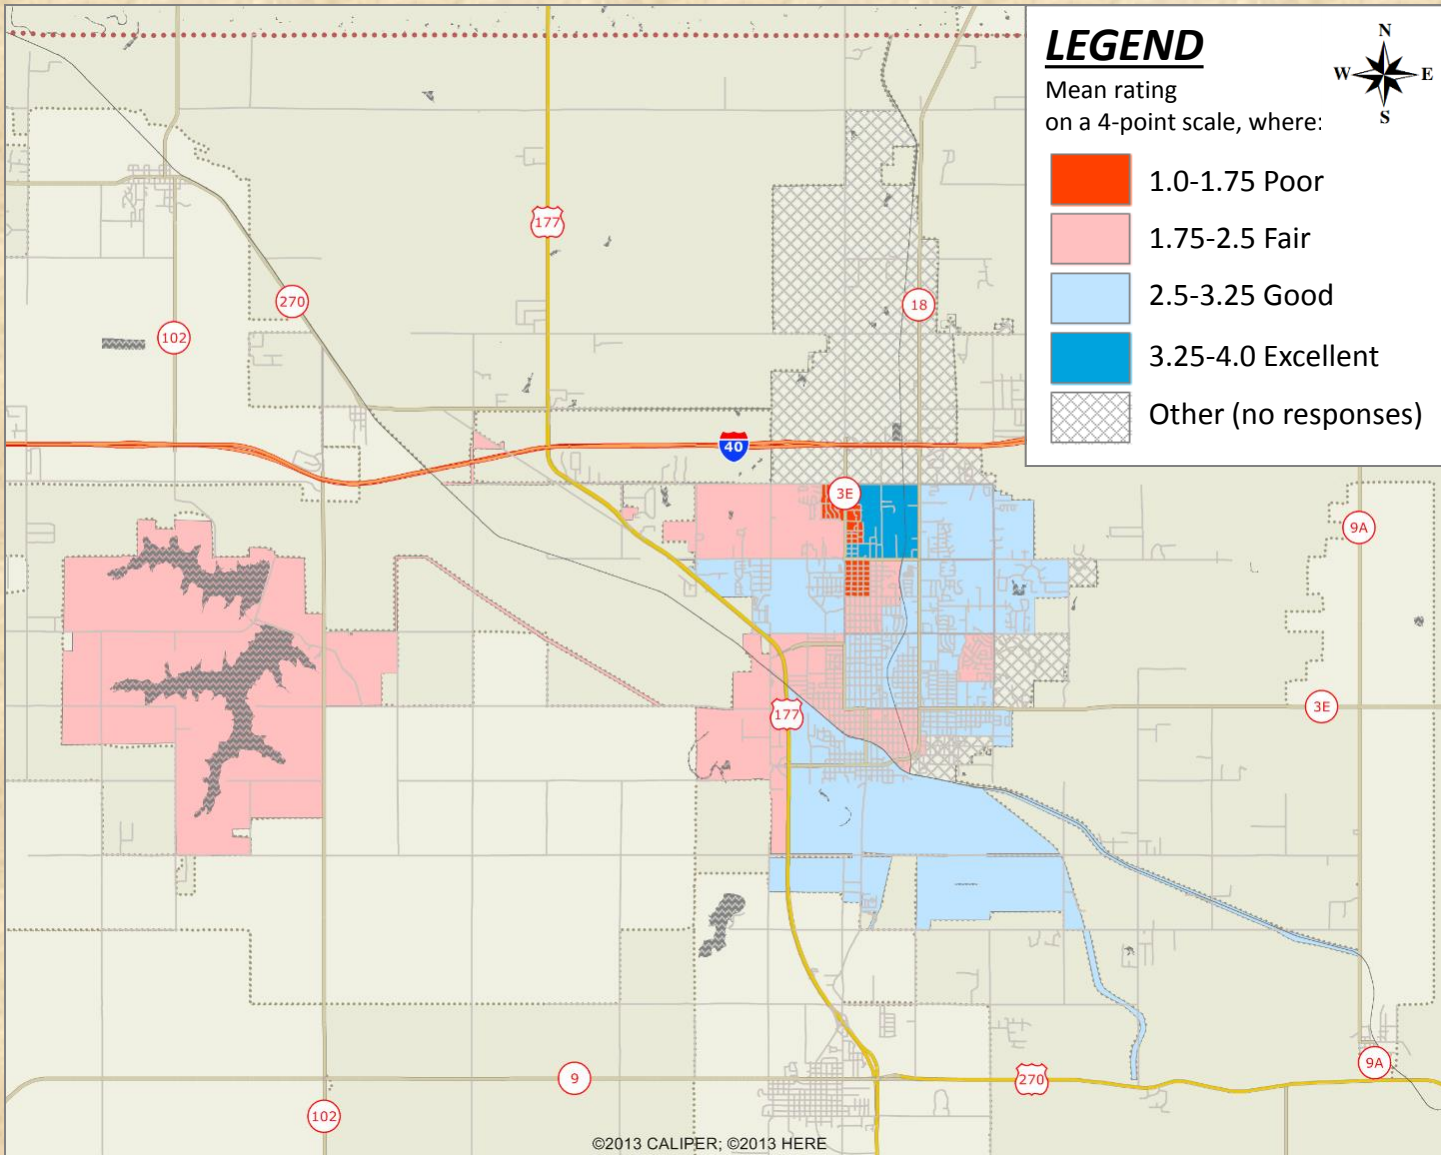 LEGEND
Mean rating
on a 4-point scale, where:
N
W E
S
1.0-1.75 Poor
1.75-2.5 Fair
2.5-3.25 Good
3.25-4.0 Excellent
Other (no responses)
177
270
18
102
40
3E
9A
3E
177
9
270
9A
102
©2013 CALIPER; ©2013 HERE